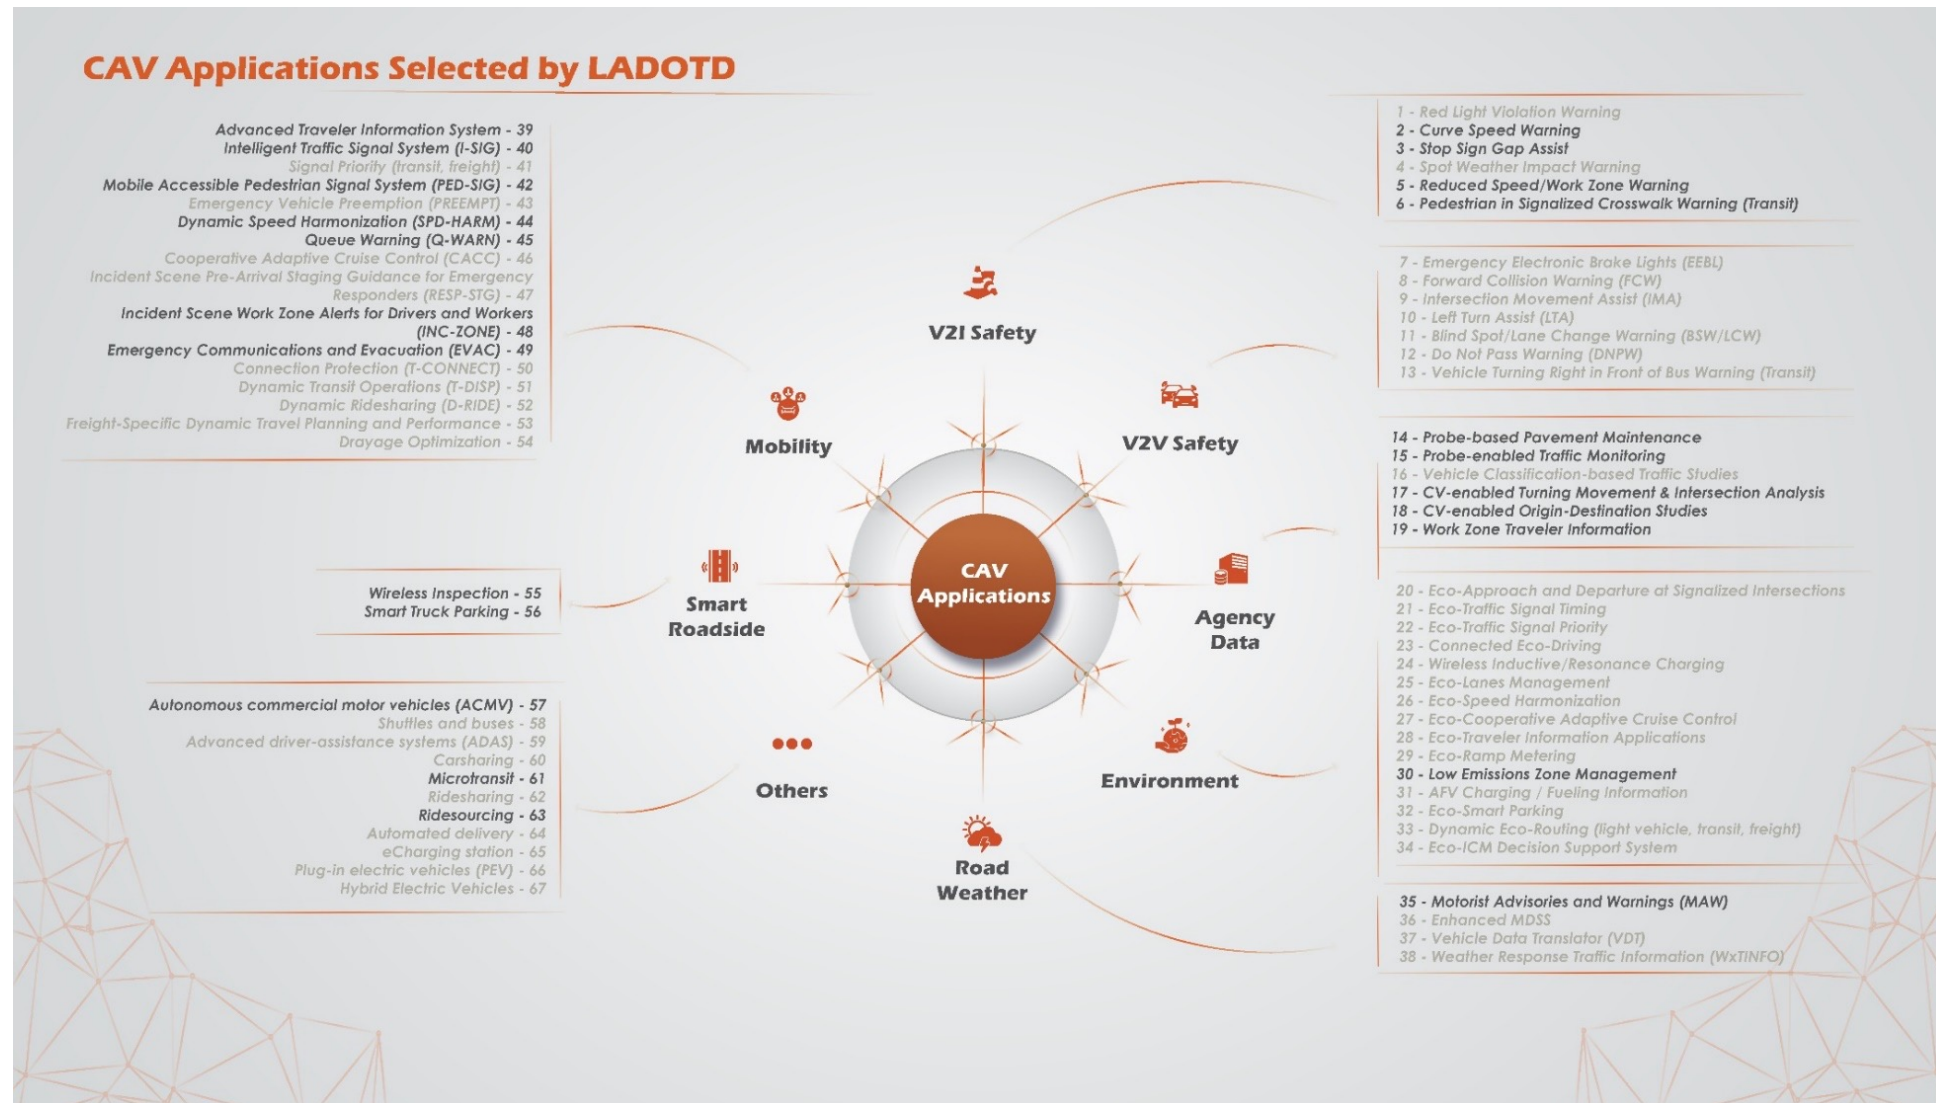 CAV Applications Selected by LADOTD
Advanced Traveler Information System - 39
Intelligent Traffic Signal System (I-SIG) - 40
Signal Priority (transit, freight) - 41
Mobile Accessible Pedestrian Signal System (PED-SIG) - 42
Emergency Vehicle Preemption (PREEMPT) - 43
Dynamic Speed Harmonization (SPD-HARM) - 44
Queue Warning (Q-WARN) - 45
Cooperative Adaptive Cruise Control (CACC) - 46
Incident Scene Pre-Arrival Staging Guidance for Emergency
Responders (RESP-STG) - 47
Incident Scene Work Zone Alerts for Drivers and Workers
(INC-ZONE) - 48
Emergency Communications and Evacuation (EVAC) - 49
Connection Protection (T-CONNECT) - 50
Dynamic Transit Operations (T-DISP) - 51
Dynamic Ridesharing (D-RIDE) - 52
Freight-Specific Dynamic Travel Planning and Performance - 53
Drayage Optimization - 54
Wireless Inspection - 55
Smart Truck Parking - 56
Autonomous commercial motor vehicles (ACMV) - 57
Shuttles and buses - 58
Advanced driver-assistance systems (ADAS) - 59
Carsharing - 60
Microtransit - 61
Ridesharing - 62
Ridesourcing - 63
Automated delivery - 64
eCharging station - 65
Plug-in electric vehicles (PEV) - 66
Hybrid Electric Vehicles - 67
V2I Safety
Mobility
V2V Safety
Smart
Roadside
CAV
Applications
Agency
Data
Others
Environment
Road
Weather
1 - Red Light Violation Warning
2 - Curve Speed Warning
3 - Stop Sign Gap Assist
4 - Spot Weather Impact Warning
5 - Reduced Speed/Work Zone Warning
6 - Pedestrian in Signalized Crosswalk Warning (Transit)
7 - Emergency Electronic Brake Lights (EEBL)
8 - Forward Collision Warning (FCW)
9 - Intersection Movement Assist (IMA)
10 - Left Turn Assist (LTA)
11 - Blind Spot/Lane Change Warning (BSW/LCW)
12 - Do Not Pass Warning (DNPW)
13 - Vehicle Turning Right in Front of Bus Warning (Transit)
14 - Probe-based Pavement Maintenance
15 - Probe-enabled Traffic Monitoring
16 - Vehicle Classification-based Traffic Studies
17 - CV-enabled Turning Movement & Intersection Analysis
18 - CV-enabled Origin-Destination Studies
19 - Work Zone Traveler Information
20 - Eco-Approach and Departure at Signalized Intersections
21 - Eco-Traffic Signal Timing
22 - Eco-Traffic Signal Priority
23 - Connected Eco-Driving
24 - Wireless Inductive/Resonance Charging
25 - Eco-Lanes Management
26 - Eco-Speed Harmonization
27 - Eco-Cooperative Adaptive Cruise Control
28 - Eco-Traveler Information Applications
29 - Eco-Ramp Metering
30 - Low Emissions Zone Management
31 - AFV Charging / Fueling Information
32 - Eco-Smart Parking
33 - Dynamic Eco-Routing (light vehicle, transit, freight)
34 - Eco-ICM Decision Support System
35 - Motorist Advisories and Warnings (MAW)
36 - Enhanced MDSS
37 - Vehicle Data Translator (VDT)
38 - Weather Response Traffic Information (WxTINFO)